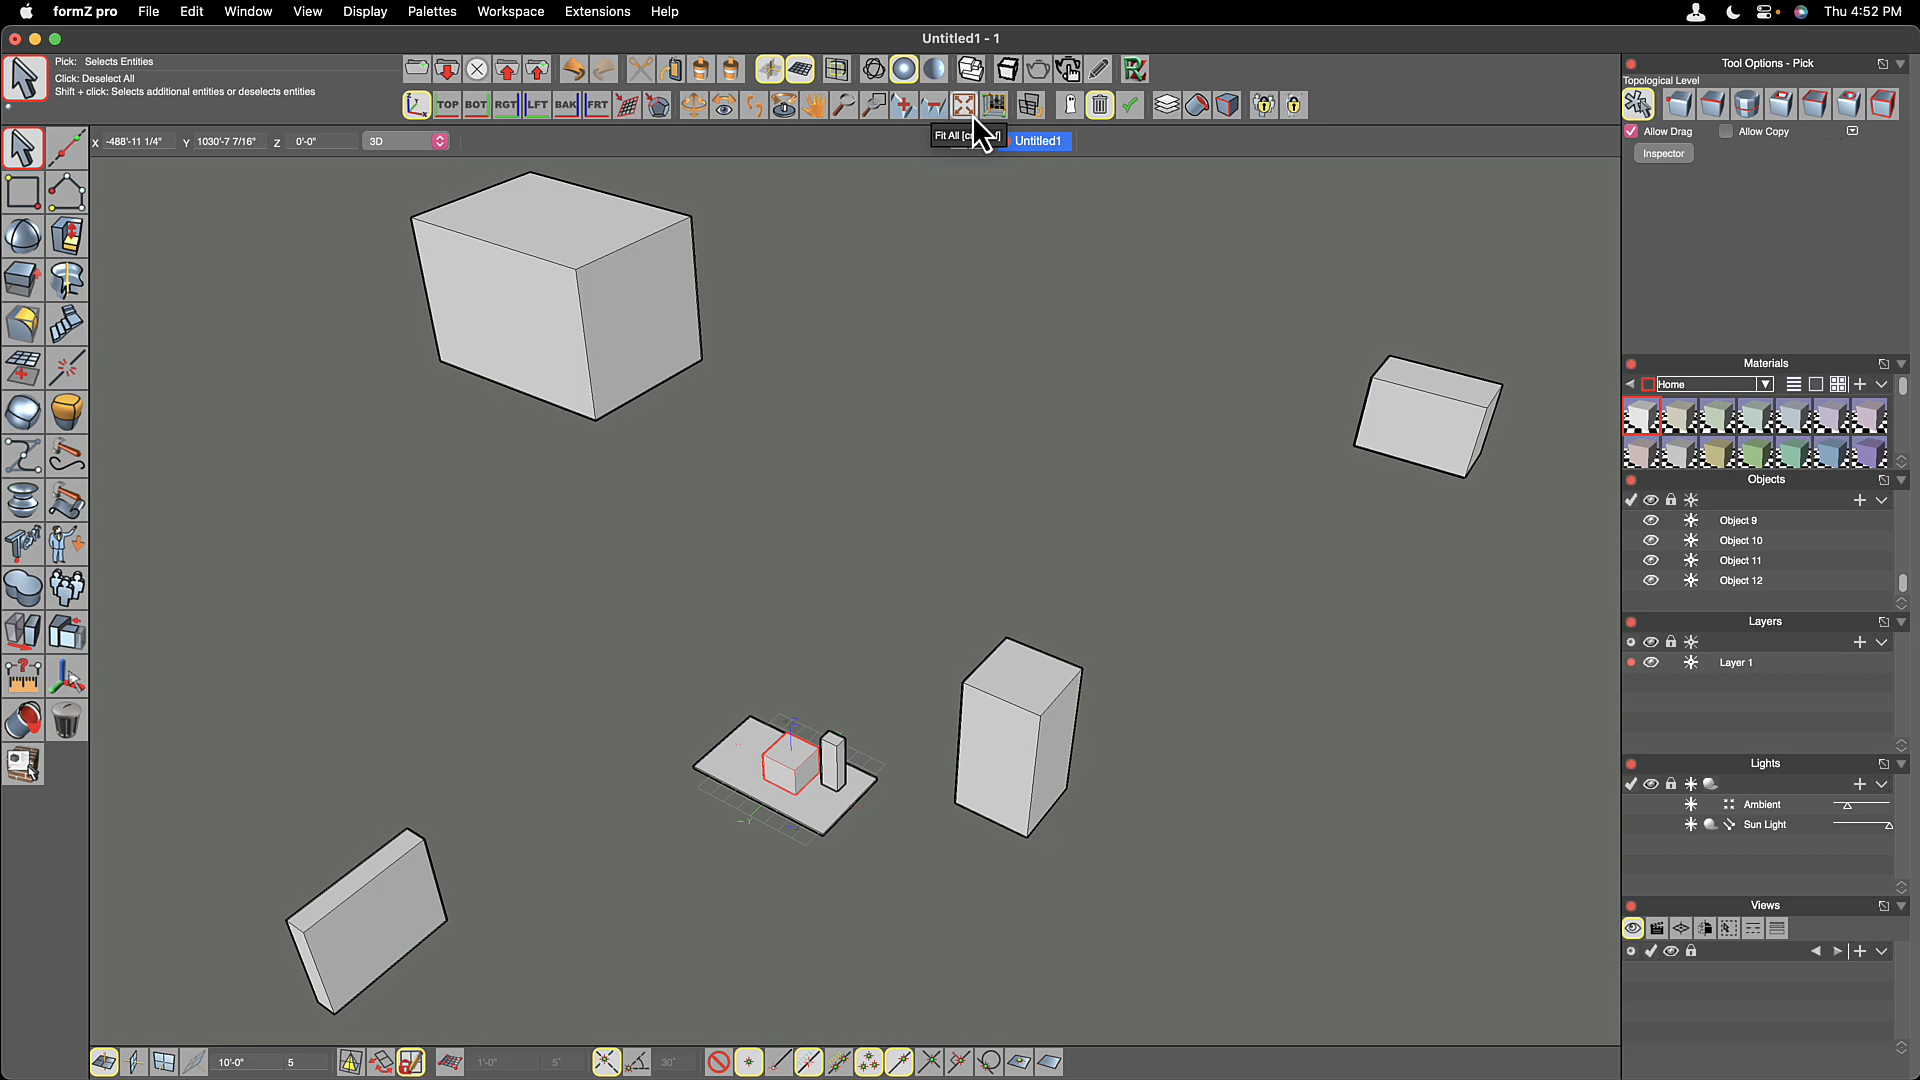 formZ pro File Edit Window View Display Palettes Workspace Extensions Help Thu 4:52 PM
Untitled1 - 1
Pick: Selects Entities
Click: Deselect All
Shift + click: Selects additional entities or deselects entities
TOP BOT RGT LFT BAK FRT
X -488'-11 1/4" Y 1030'-7 7/16" Z 0'-0" 3D
Fit All
Untitled1
Tool Options - Pick
Topological Level
Allow Drag Allow Copy
Inspector
Materials
Home
Objects
Object 9
Object 10
Object 11
Object 12
Layers
Layer 1
Lights
Ambient
Sun Light
Views
10'-0" 5 1'-0" 5" 30°